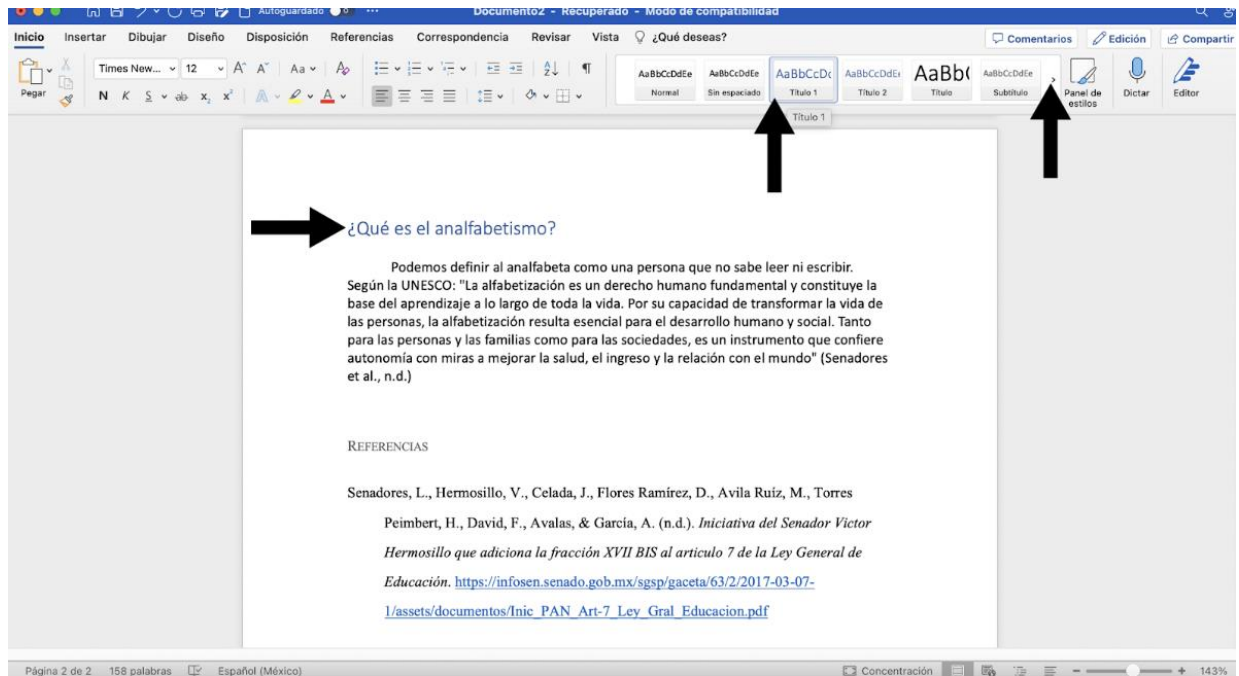 Autoguardado ··· Documento2 - Recuperado - Modo de compatibilidad
Inicio Insertar Dibujar Diseño Disposición Referencias Correspondencia Revisar Vista ¿Qué deseas? Comentarios Edición Compartir
Times New... 12 A^ A˅ Aa A
AaBbCcDdEe AaBbCcDdEe AaBbCcDc AaBbCcDdEe AaBb( AaBbCcDdEe
Pegar N K S ab x₂ x² A A Normal Sin espaciado Título 1 Título 2 Título Subtítulo Panel de estilos Dictar Editor
Título 1
¿Qué es el analfabetismo?
Podemos definir al analfabeta como una persona que no sabe leer ni escribir.
Según la UNESCO: "La alfabetización es un derecho humano fundamental y constituye la
base del aprendizaje a lo largo de toda la vida. Por su capacidad de transformar la vida de
las personas, la alfabetización resulta esencial para el desarrollo humano y social. Tanto
para las personas y las familias como para las sociedades, es un instrumento que confiere
autonomía con miras a mejorar la salud, el ingreso y la relación con el mundo" (Senadores
et al., n.d.)
REFERENCIAS
Senadores, L., Hermosillo, V., Celada, J., Flores Ramírez, D., Avila Ruíz, M., Torres
Peimbert, H., David, F., Avalas, & García, A. (n.d.). Iniciativa del Senador Victor
Hermosillo que adiciona la fracción XVII BIS al articulo 7 de la Ley General de
Educación. https://infosen.senado.gob.mx/sgsp/gaceta/63/2/2017-03-07-
1/assets/documentos/Inic_PAN_Art-7_Ley_Gral_Educacion.pdf
Página 2 de 2 158 palabras Español (México) Concentración 143%